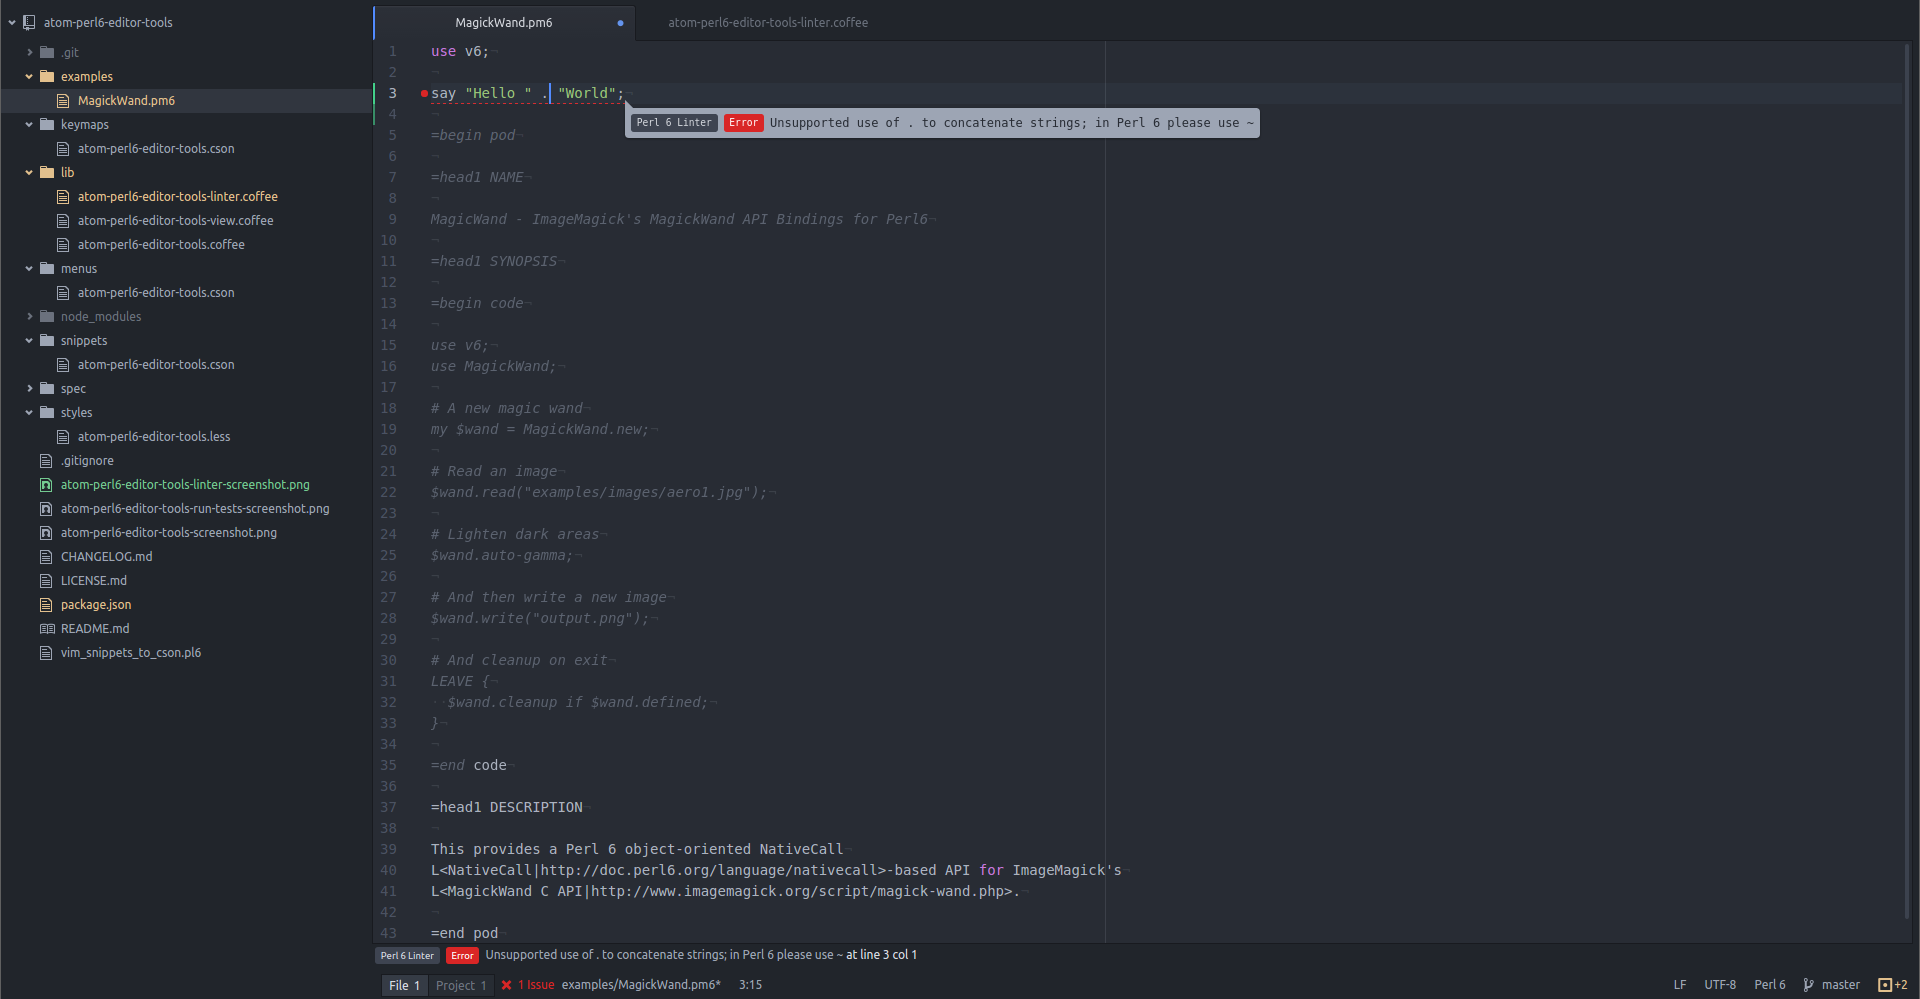 atom-perl6-editor-tools
.git
examples
MagickWand.pm6
keymaps
atom-perl6-editor-tools.cson
lib
atom-perl6-editor-tools-linter.coffee
atom-perl6-editor-tools-view.coffee
atom-perl6-editor-tools.coffee
menus
atom-perl6-editor-tools.cson
node_modules
snippets
atom-perl6-editor-tools.cson
spec
styles
atom-perl6-editor-tools.less
.gitignore
atom-perl6-editor-tools-linter-screenshot.png
atom-perl6-editor-tools-run-tests-screenshot.png
atom-perl6-editor-tools-screenshot.png
CHANGELOG.md
LICENSE.md
package.json
README.md
vim_snippets_to_cson.pl6
MagickWand.pm6
atom-perl6-editor-tools-linter.coffee
1 use v6;¬
2 ¬
3 say "Hello " . "World";¬
Perl 6 Linter Error Unsupported use of . to concatenate strings; in Perl 6 please use ~
4 ¬
5 =begin pod¬
6 ¬
7 =head1 NAME¬
8 ¬
9 MagicWand - ImageMagick's MagickWand API Bindings for Perl6¬
10 ¬
11 =head1 SYNOPSIS¬
12 ¬
13 =begin code¬
14 ¬
15 use v6;¬
16 use MagickWand;¬
17 ¬
18 # A new magic wand¬
19 my $wand = MagickWand.new;¬
20 ¬
21 # Read an image¬
22 $wand.read("examples/images/aero1.jpg");¬
23 ¬
24 # Lighten dark areas¬
25 $wand.auto-gamma;¬
26 ¬
27 # And then write a new image¬
28 $wand.write("output.png");¬
29 ¬
30 # And cleanup on exit¬
31 LEAVE {¬
32 ··$wand.cleanup if $wand.defined;¬
33 }¬
34 ¬
35 =end code¬
36 ¬
37 =head1 DESCRIPTION¬
38 ¬
39 This provides a Perl 6 object-oriented NativeCall¬
40 L<NativeCall|http://doc.perl6.org/language/nativecall>-based API for ImageMagick's¬
41 L<MagickWand C API|http://www.imagemagick.org/script/magick-wand.php>.¬
42 ¬
43 =end pod¬
Perl 6 Linter Error Unsupported use of . to concatenate strings; in Perl 6 please use ~ at line 3 col 1
File 1 Project 1 1 Issue examples/MagickWand.pm6* 3:15 LF UTF-8 Perl 6 master +2